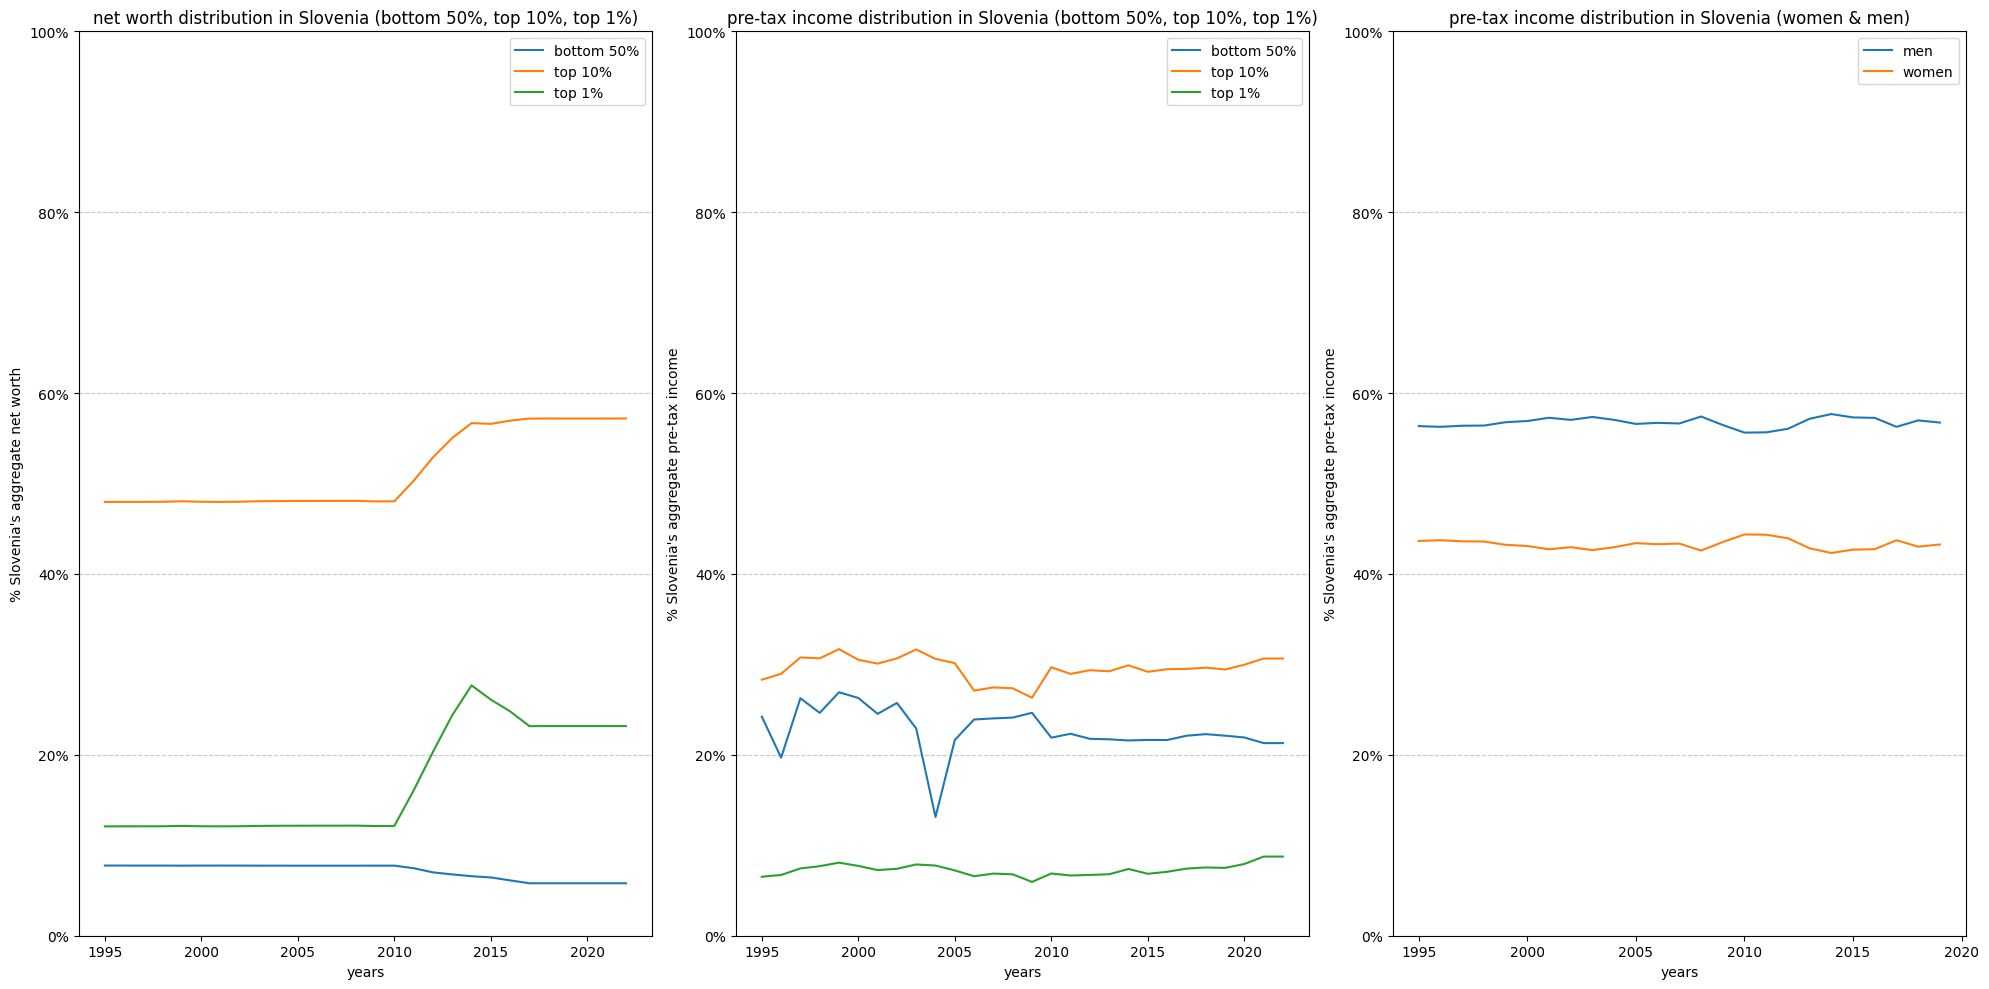 net worth distribution in Slovenia (bottom 50%, top 10%, top 1%)
100%
80%
60%
40%
20%
0%
% Slovenia's aggregate net worth
bottom 50%
top 10%
top 1%
1995
2000
2005
2010
2015
2020
years
pre-tax income distribution in Slovenia (bottom 50%, top 10%, top 1%)
100%
80%
60%
40%
20%
0%
% Slovenia's aggregate pre-tax income
bottom 50%
top 10%
top 1%
1995
2000
2005
2010
2015
2020
years
pre-tax income distribution in Slovenia (women & men)
100%
80%
60%
40%
20%
0%
% Slovenia's aggregate pre-tax income
men
women
1995
2000
2005
2010
2015
2020
years